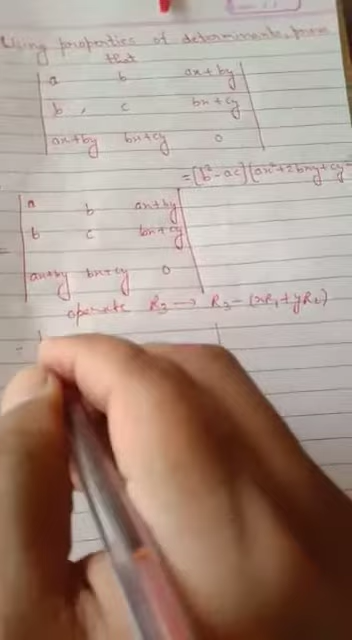 Using properties of determinants, prove
that
a b ax+by
b , c bx+cy
ax+by bx+cy 0
= (b²-ac)(ax²+2bxy+cy²
a b ax+by
= b c bx+cy
ax+by bx+cy 0
operate R₃ → R₃ - (xR₁+yR₂)
=